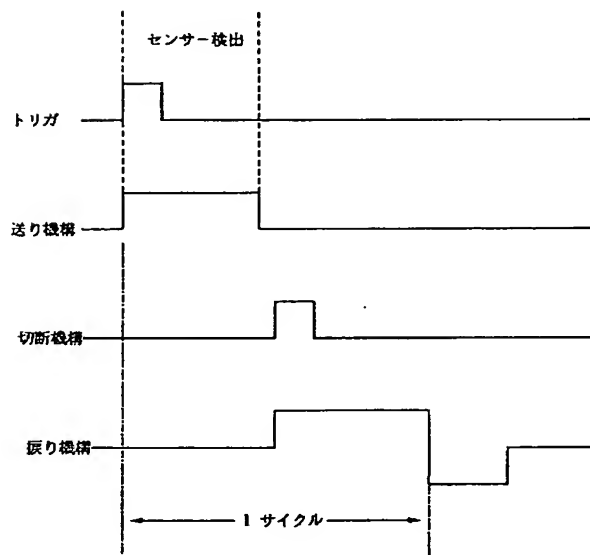 センサー検出
トリガ
送り機構
切断機構
捩り機構
1 サイクル